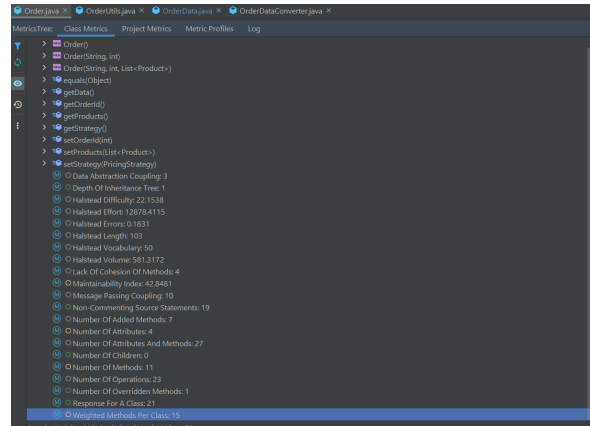 Order.java × OrderUtils.java × OrderData.java × OrderDataConverter.java ×
MetricsTree: Class Metrics Project Metrics Metric Profiles Log
Order()
Order(String, int)
Order(String, int, List<Product>)
equals(Object)
getData()
getOrderId()
getProducts()
getStrategy()
setOrderId(int)
setProducts(List<Product>)
setStrategy(PricingStrategy)
Data Abstraction Coupling: 3
Depth Of Inheritance Tree: 1
Halstead Difficulty: 22.1538
Halstead Effort: 12878.4115
Halstead Errors: 0.1831
Halstead Length: 103
Halstead Vocabulary: 50
Halstead Volume: 581.3172
Lack Of Cohesion Of Methods: 4
Maintainability Index: 42.8481
Message Passing Coupling: 10
Non-Commenting Source Statements: 19
Number Of Added Methods: 7
Number Of Attributes: 4
Number Of Attributes And Methods: 27
Number Of Children: 0
Number Of Methods: 11
Number Of Operations: 23
Number Of Overridden Methods: 1
Response For A Class: 21
Weighted Methods Per Class: 15